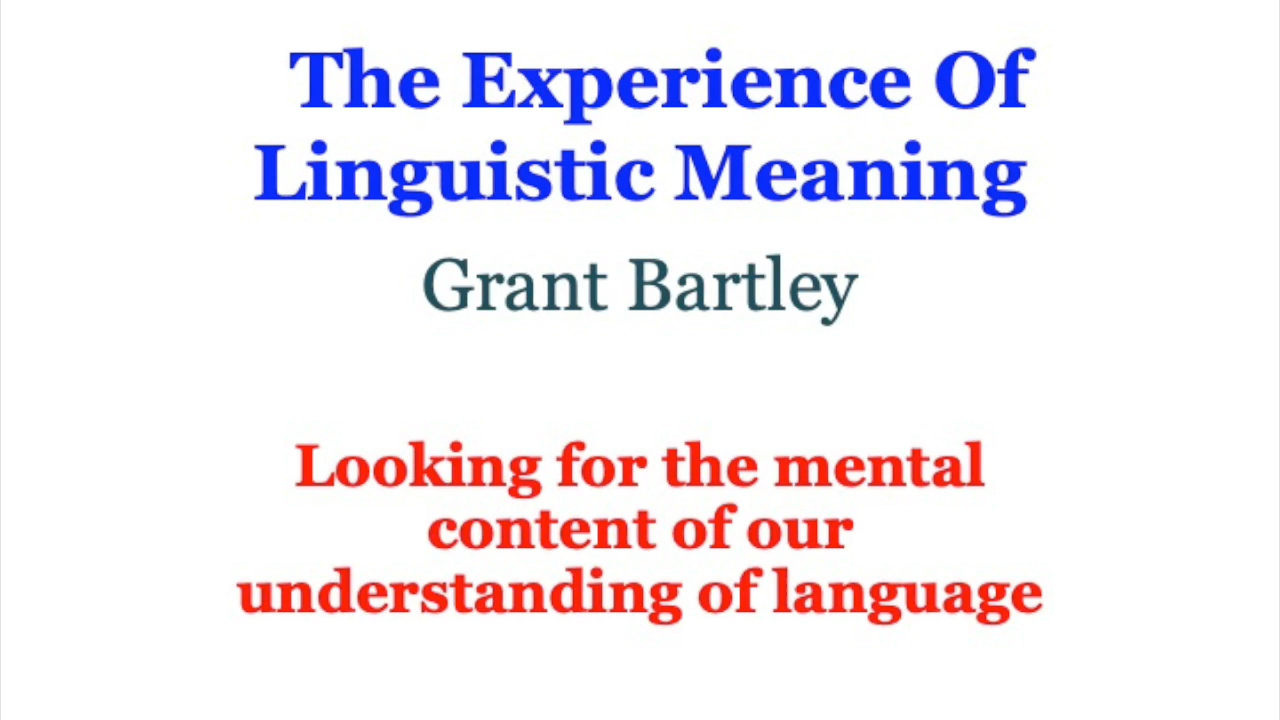 The Experience Of
Linguistic Meaning
Grant Bartley
Looking for the mental
content of our
understanding of language